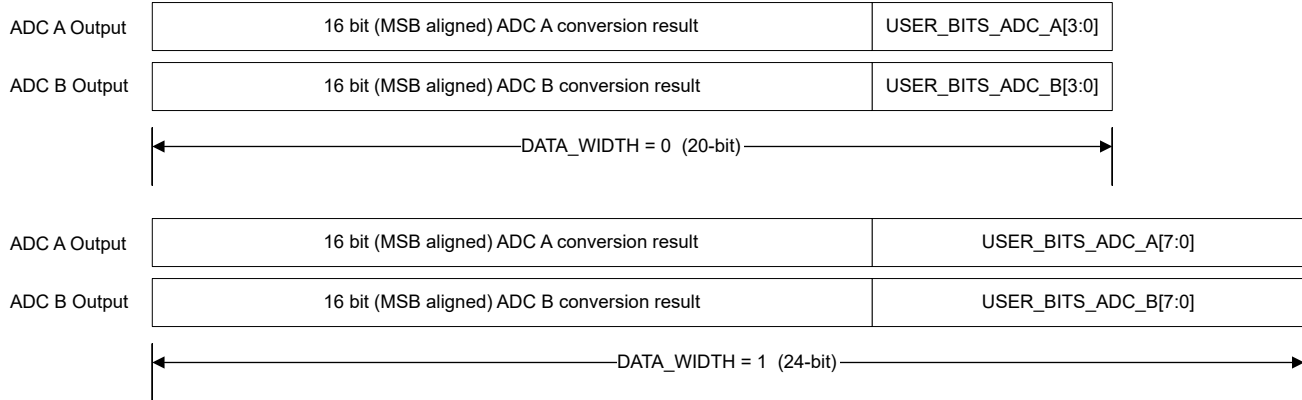 ADC A Output 16 bit (MSB aligned) ADC A conversion result USER_BITS_ADC_A[3:0]
ADC B Output 16 bit (MSB aligned) ADC B conversion result USER_BITS_ADC_B[3:0]
DATA_WIDTH = 0 (20-bit)
ADC A Output 16 bit (MSB aligned) ADC A conversion result USER_BITS_ADC_A[7:0]
ADC B Output 16 bit (MSB aligned) ADC B conversion result USER_BITS_ADC_B[7:0]
DATA_WIDTH = 1 (24-bit)